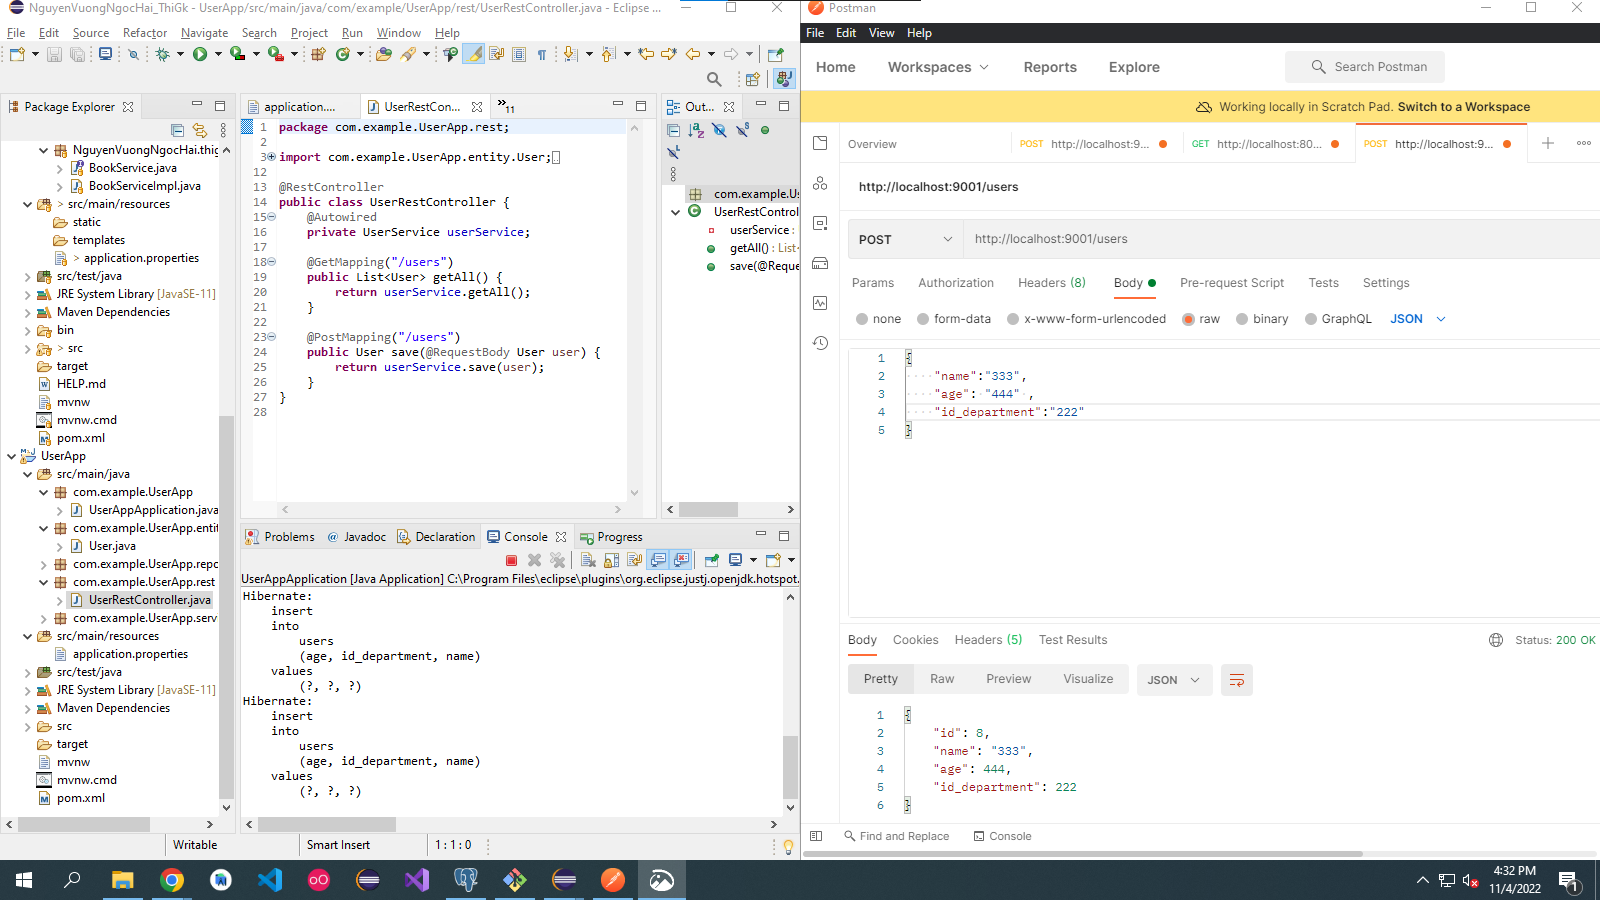 NguyenVuongNgocHai_ThiGk - UserApp/src/main/java/com/example/UserApp/rest/UserRestController.java - Eclipse ...
File Edit Source Refactor Navigate Search Project Run Window Help
Package Explorer
NguyenVuongNgocHai.thig
BookService.java
BookServiceImpl.java
> src/main/resources
static
templates
> application.properties
src/test/java
JRE System Library [JavaSE-11]
Maven Dependencies
bin
> src
target
HELP.md
mvnw
mvnw.cmd
pom.xml
UserApp
src/main/java
com.example.UserApp
UserAppApplication.java
com.example.UserApp.entit
User.java
com.example.UserApp.repo
com.example.UserApp.rest
UserRestController.java
com.example.UserApp.serv
src/main/resources
application.properties
src/test/java
JRE System Library [JavaSE-11]
Maven Dependencies
src
target
mvnw
mvnw.cmd
pom.xml
application.... UserRestCon... »11
1 package com.example.UserApp.rest;
2
3 import com.example.UserApp.entity.User;
12
13 @RestController
14 public class UserRestController {
15 @Autowired
16 private UserService userService;
17
18 @GetMapping("/users")
19 public List<User> getAll() {
20 return userService.getAll();
21 }
22
23 @PostMapping("/users")
24 public User save(@RequestBody User user) {
25 return userService.save(user);
26 }
27 }
28
Out...
com.example.Us
UserRestControl
userService :
getAll() : List<
save(@Reque
Problems @ Javadoc Declaration Console Progress
UserAppApplication [Java Application] C:\Program Files\eclipse\plugins\org.eclipse.justj.openjdk.hotspot.
Hibernate:
insert
into
users
(age, id_department, name)
values
(?, ?, ?)
Hibernate:
insert
into
users
(age, id_department, name)
values
(?, ?, ?)
Writable Smart Insert 1 : 1 : 0
Postman
File Edit View Help
Home Workspaces Reports Explore Search Postman
Working locally in Scratch Pad. Switch to a Workspace
Overview POST http://localhost:9... GET http://localhost:80... POST http://localhost:9...
http://localhost:9001/users
POST http://localhost:9001/users
Params Authorization Headers (8) Body Pre-request Script Tests Settings
none form-data x-www-form-urlencoded raw binary GraphQL JSON
1 {
2 "name":"333",
3 "age": "444" ,
4 "id_department":"222"
5 }
Body Cookies Headers (5) Test Results Status: 200 OK
Pretty Raw Preview Visualize JSON
1 {
2 "id": 8,
3 "name": "333",
4 "age": 444,
5 "id_department": 222
6 }
Find and Replace Console
4:32 PM
11/4/2022
1